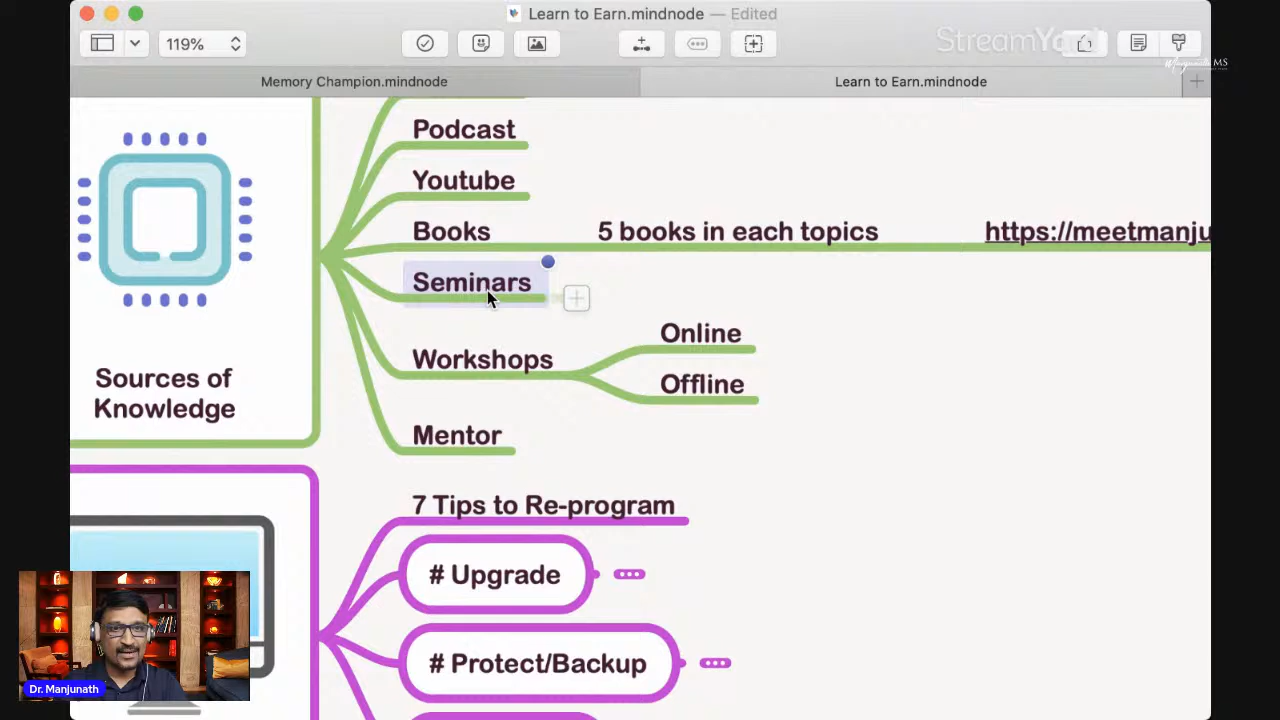 Learn to Earn.mindnode — Edited
119%
StreamYard
Manjunath MS
Memory Champion.mindnode
Learn to Earn.mindnode
Podcast
Youtube
Books
5 books in each topics
https://meetmanju
Seminars
Online
Workshops
Offline
Sources of
Knowledge
Mentor
7 Tips to Re-program
# Upgrade
# Protect/Backup
Dr. Manjunath